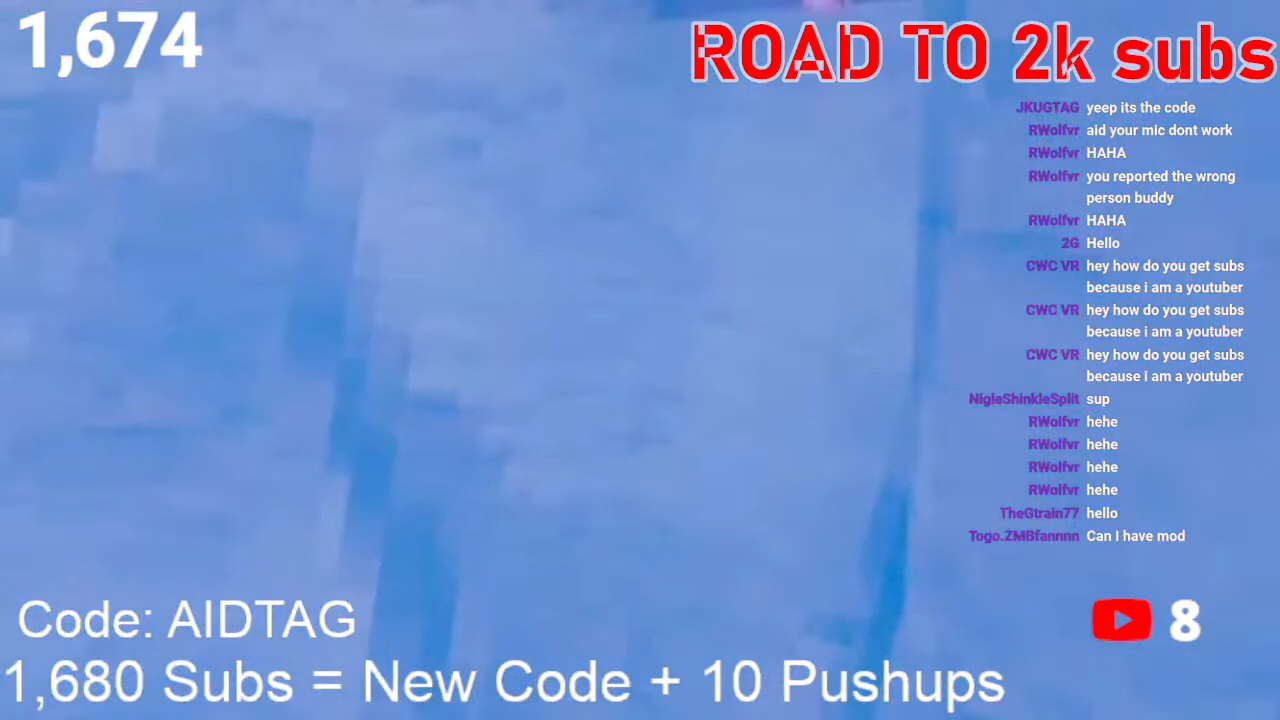 1,674
ROAD TO 2k subs
JKUGTAG yeep its the code
RWolfvr aid your mic dont work
RWolfvr HAHA
RWolfvr you reported the wrong
person buddy
RWolfvr HAHA
2G Hello
CWC VR hey how do you get subs
because i am a youtuber
CWC VR hey how do you get subs
because i am a youtuber
CWC VR hey how do you get subs
because i am a youtuber
NigleShinkleSplit sup
RWolfvr hehe
RWolfvr hehe
RWolfvr hehe
RWolfvr hehe
TheGtrain77 hello
Togo.ZMBfannnn Can I have mod
Code: AIDTAG
8
1,680 Subs = New Code + 10 Pushups